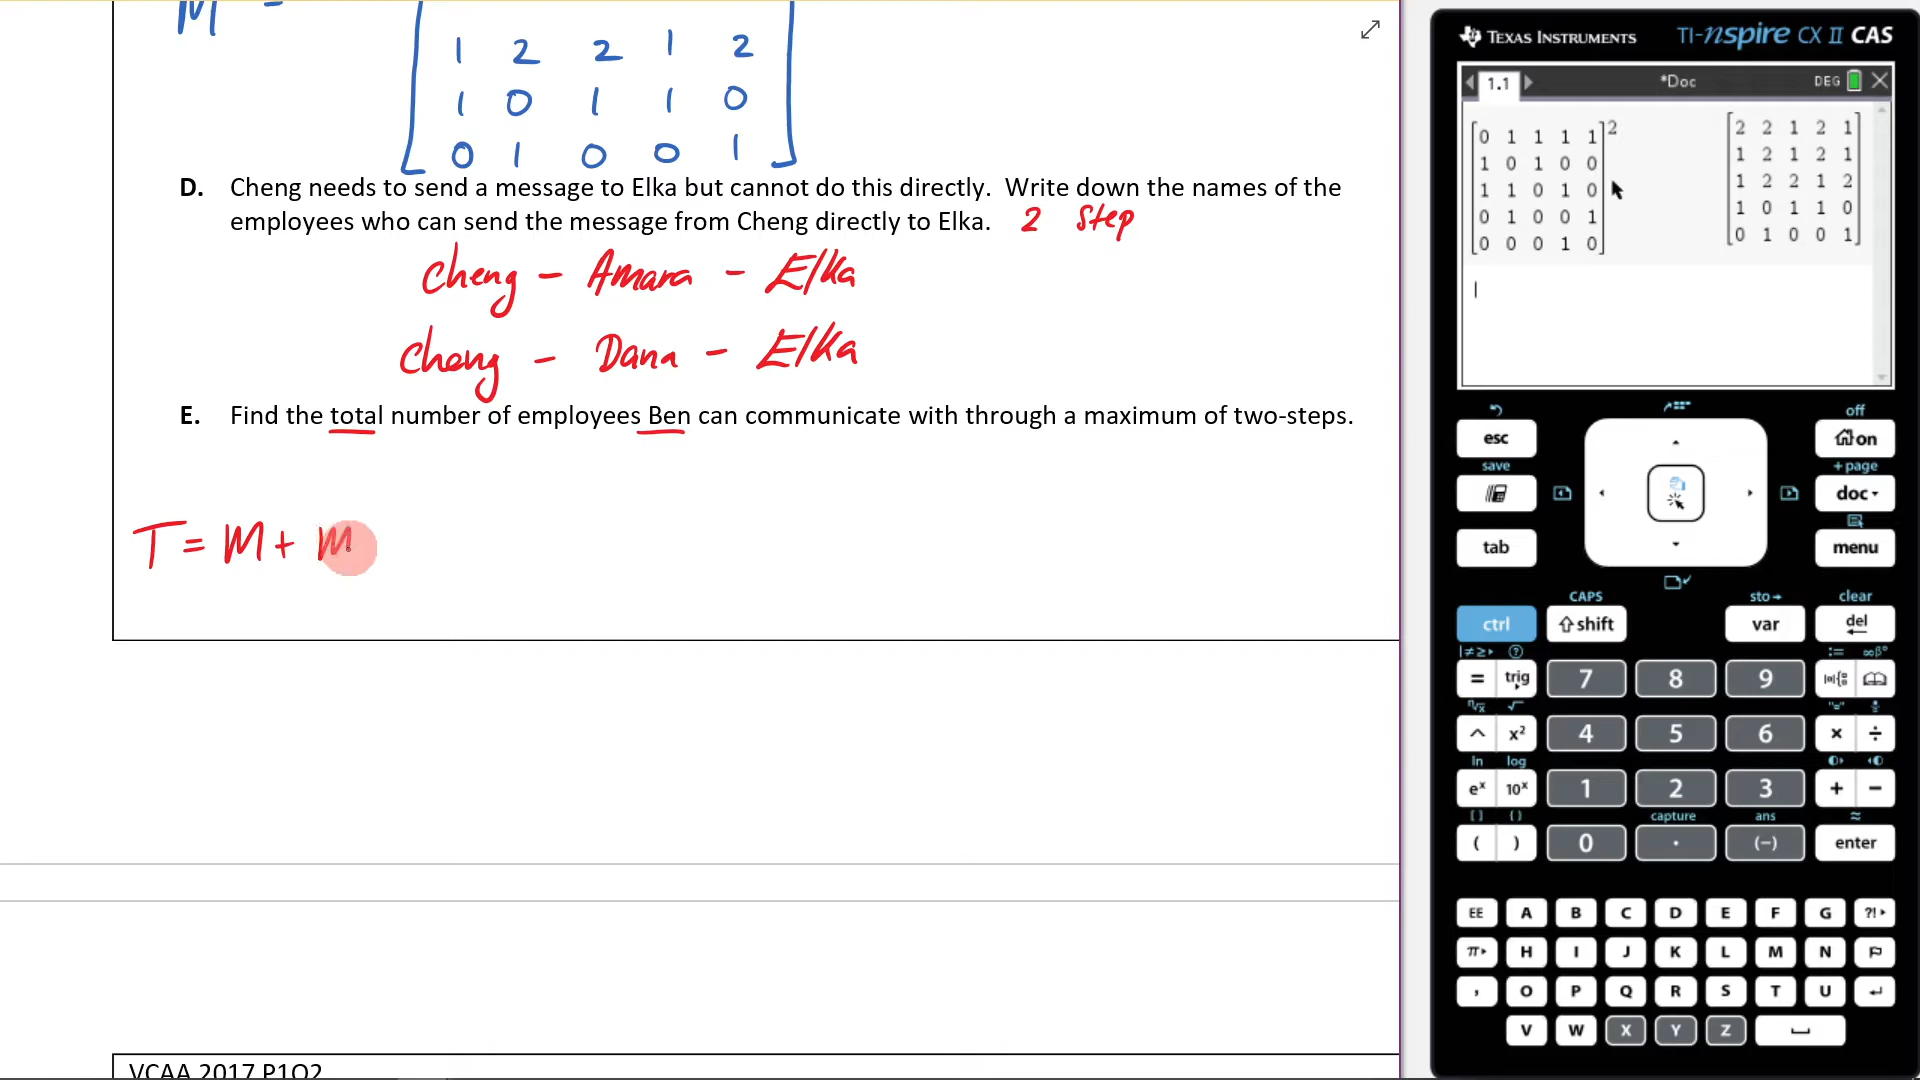 M =
1 2 2 1 2
1 0 1 1 0
0 1 0 0 1
D. Cheng needs to send a message to Elka but cannot do this directly. Write down the names of the
employees who can send the message from Cheng directly to Elka. 2 step
Cheng - Amara - Elka
Cheng - Dana - Elka
E. Find the total number of employees Ben can communicate with through a maximum of two-steps.
T = M + M
VCAA 2017 P1Q2
TEXAS INSTRUMENTS TI-nspire CX II CAS
1.1 *Doc DEG
0 1 1 1 1 2
1 0 1 0 0
1 1 0 1 0
0 1 0 0 1
0 0 0 1 0
2 2 1 2 1
1 2 1 2 1
1 2 2 1 2
1 0 1 1 0
0 1 0 0 1
off
esc on
save +page
doc
tab menu
CAPS sto clear
ctrl shift var del
|≠≥ ? := ∞β°
= trig 7 8 9
ⁿ√x √
^ x² 4 5 6 × ÷
ln log
eˣ 10ˣ 1 2 3 + −
[ ] { } capture ans ≈
( ) 0 . (−) enter
EE A B C D E F G ?!
π H I J K L M N
, O P Q R S T U
V W X Y Z